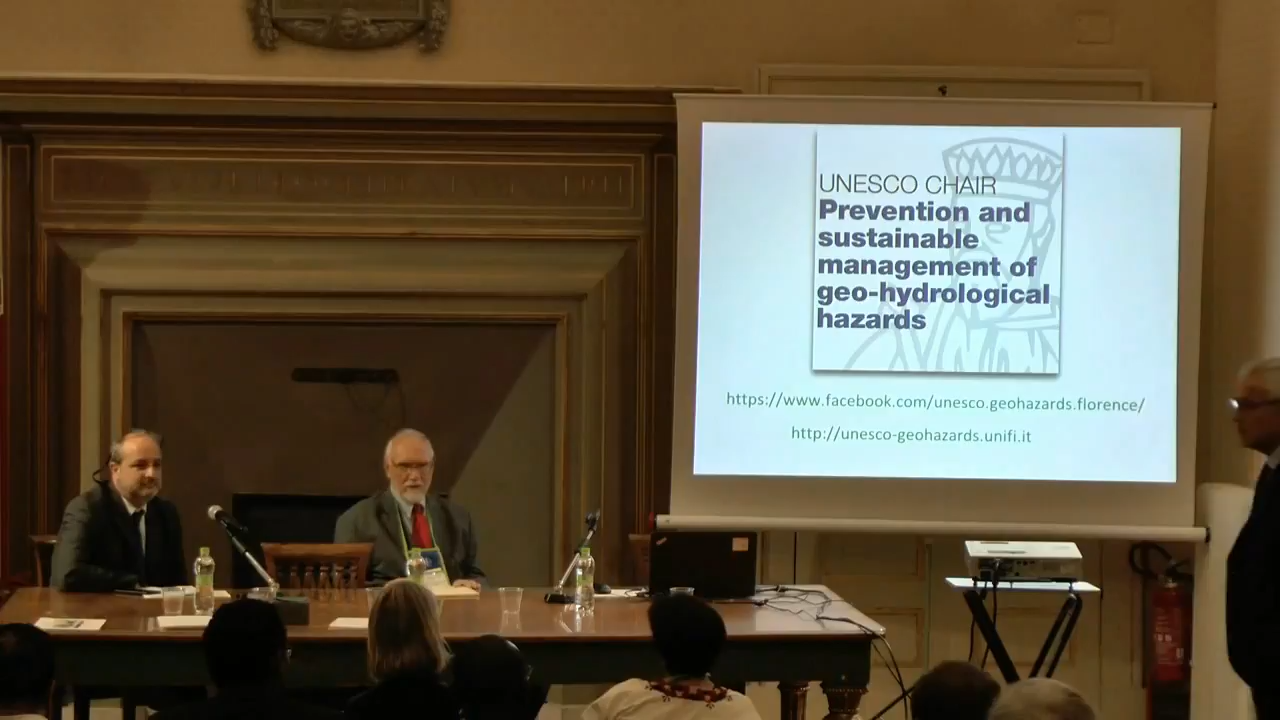 UNESCO CHAIR
Prevention and
sustainable
management of
geo-hydrological
hazards
https://www.facebook.com/unesco.geohazards.florence/
http://unesco-geohazards.unifi.it